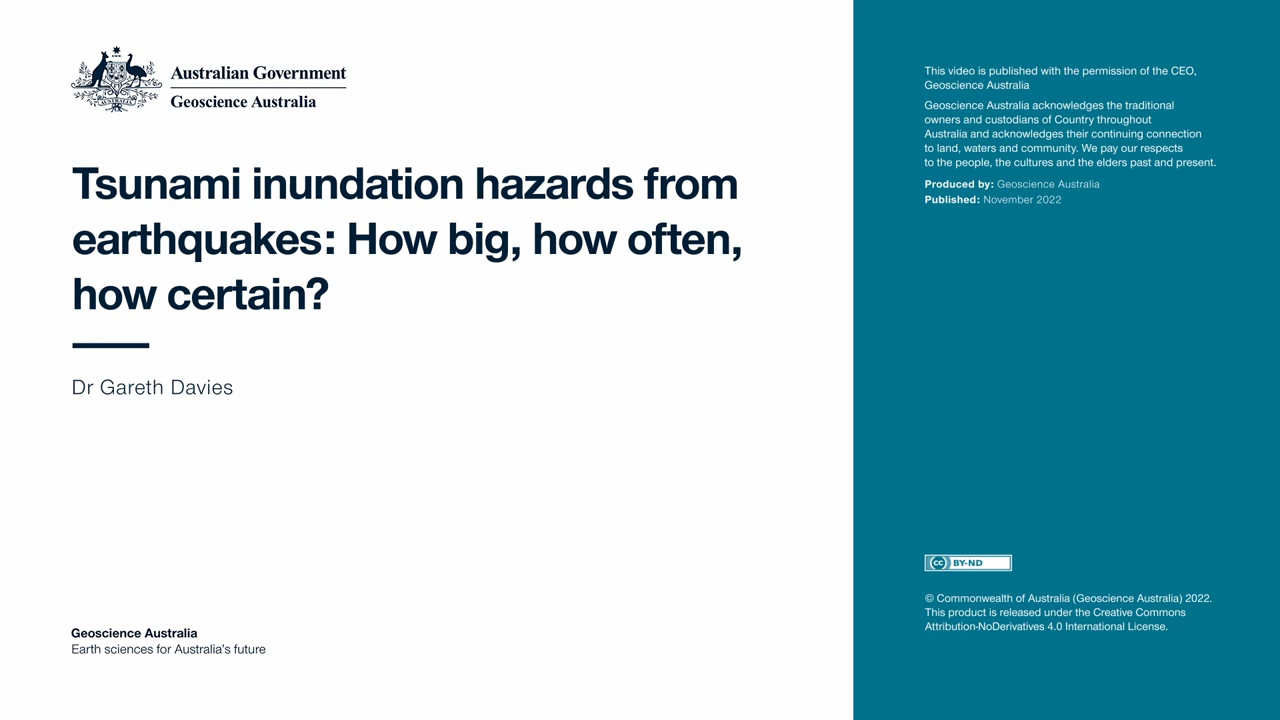 Australian Government
Geoscience Australia
Tsunami inundation hazards from
earthquakes: How big, how often,
how certain?
Dr Gareth Davies
Geoscience Australia
Earth sciences for Australia's future
This video is published with the permission of the CEO,
Geoscience Australia
Geoscience Australia acknowledges the traditional
owners and custodians of Country throughout
Australia and acknowledges their continuing connection
to land, waters and community. We pay our respects
to the people, the cultures and the elders past and present.
Produced by: Geoscience Australia
Published: November 2022
cc BY-ND
© Commonwealth of Australia (Geoscience Australia) 2022.
This product is released under the Creative Commons
Attribution-NoDerivatives 4.0 International License.